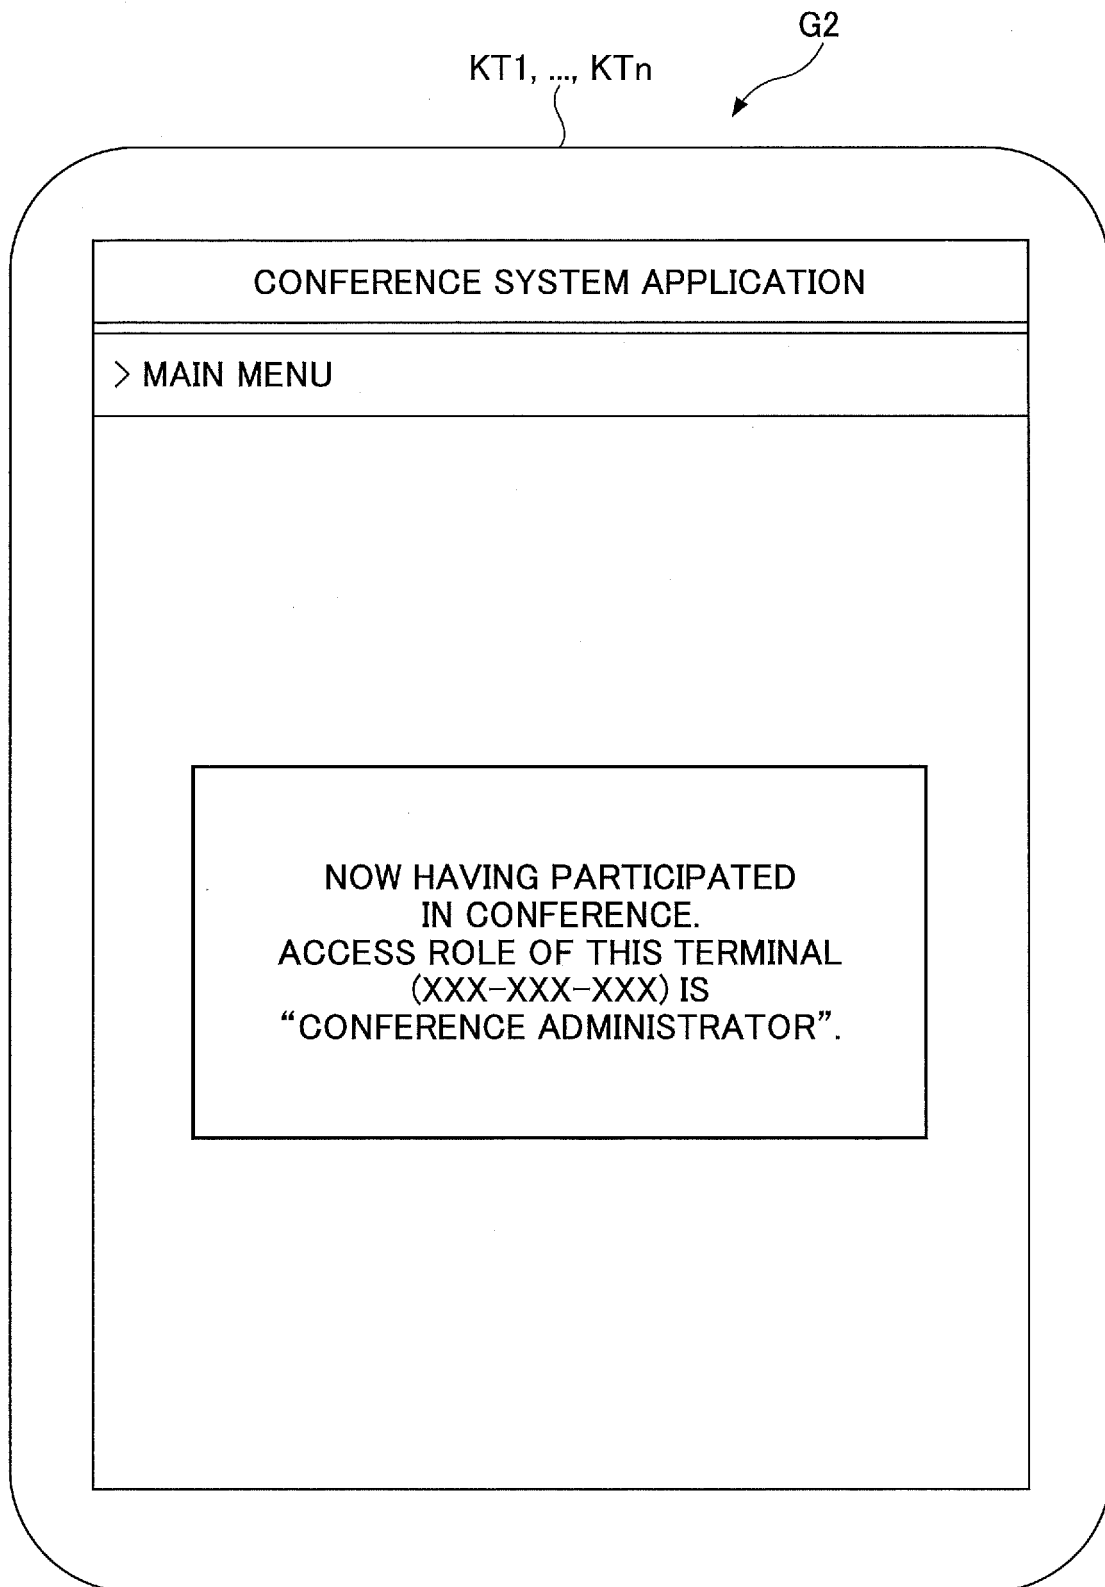 G2
KT1, ..., KTn
CONFERENCE SYSTEM APPLICATION
> MAIN MENU
NOW HAVING PARTICIPATED
IN CONFERENCE.
ACCESS ROLE OF THIS TERMINAL
(XXX-XXX-XXX) IS
“CONFERENCE ADMINISTRATOR”.